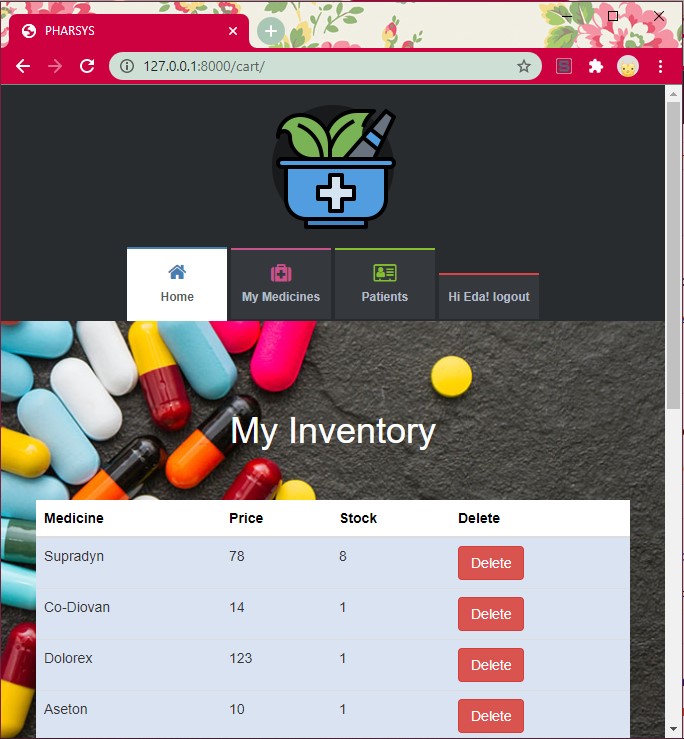 PHARSYS
127.0.0.1:8000/cart/
Home
My Medicines
Patients
Hi Eda! logout
My Inventory
Medicine Price Stock Delete
Supradyn 78 8 Delete
Co-Diovan 14 1 Delete
Dolorex 123 1 Delete
Aseton 10 1 Delete